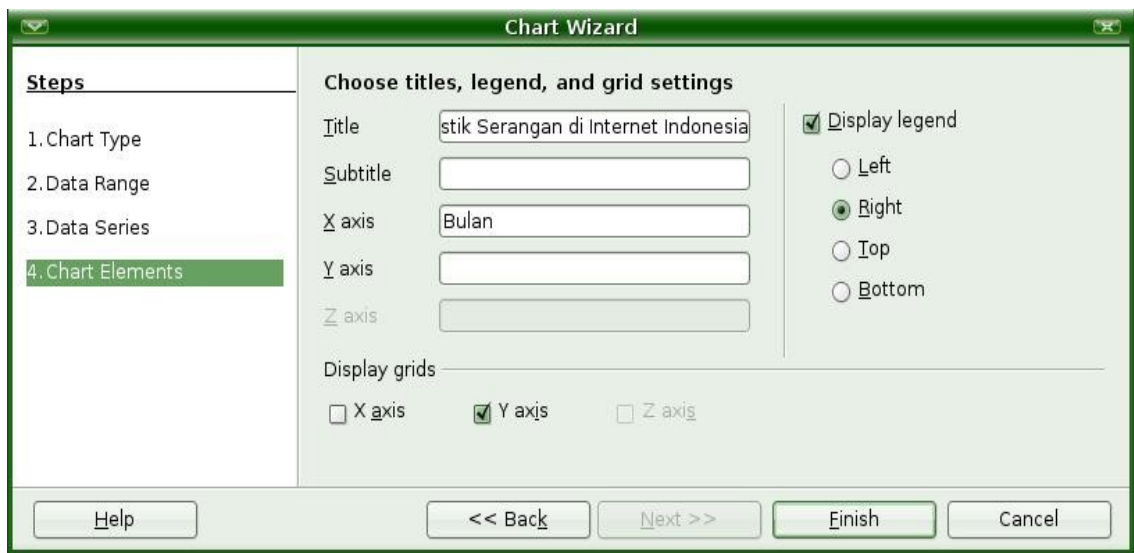 Chart Wizard
Steps
1. Chart Type
2. Data Range
3. Data Series
4. Chart Elements
Choose titles, legend, and grid settings
Title stik Serangan di Internet Indonesia
Subtitle
X axis Bulan
Y axis
Z axis
Display legend
Left
Right
Top
Bottom
Display grids
X axis Y axis Z axis
Help << Back Next >> Finish Cancel